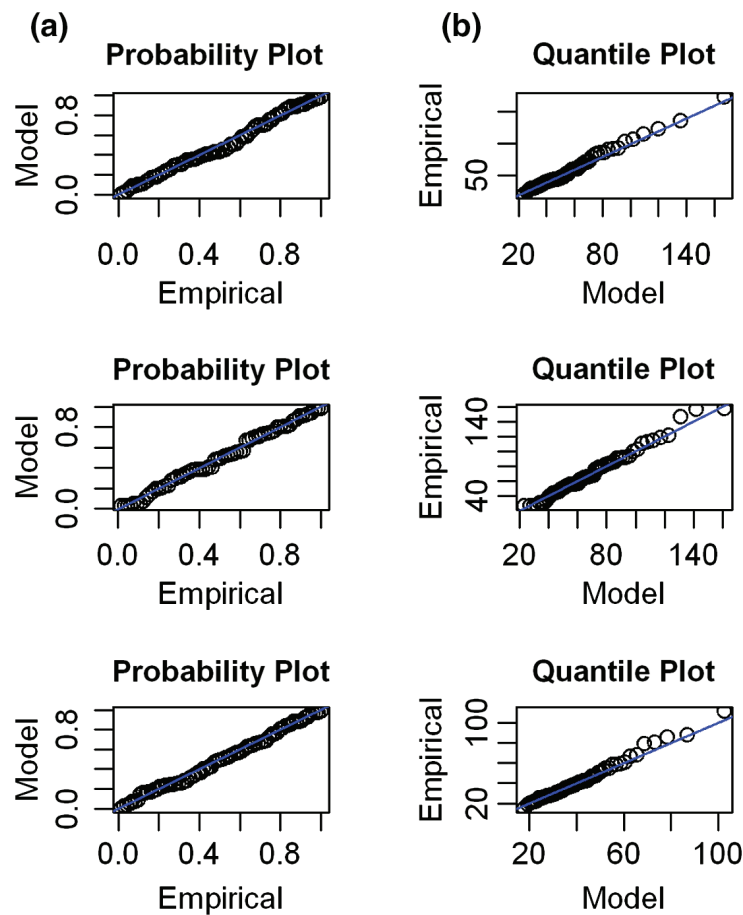 (a)
(b)
Probability Plot
Quantile Plot
Model
0.0 0.8
0.0 0.4 0.8
Empirical
Empirical
50
20 80 140
Model
Probability Plot
Quantile Plot
Model
0.0 0.8
0.0 0.4 0.8
Empirical
Empirical
40 140
20 80 140
Model
Probability Plot
Quantile Plot
Model
0.0 0.8
0.0 0.4 0.8
Empirical
Empirical
20 100
20 60 100
Model